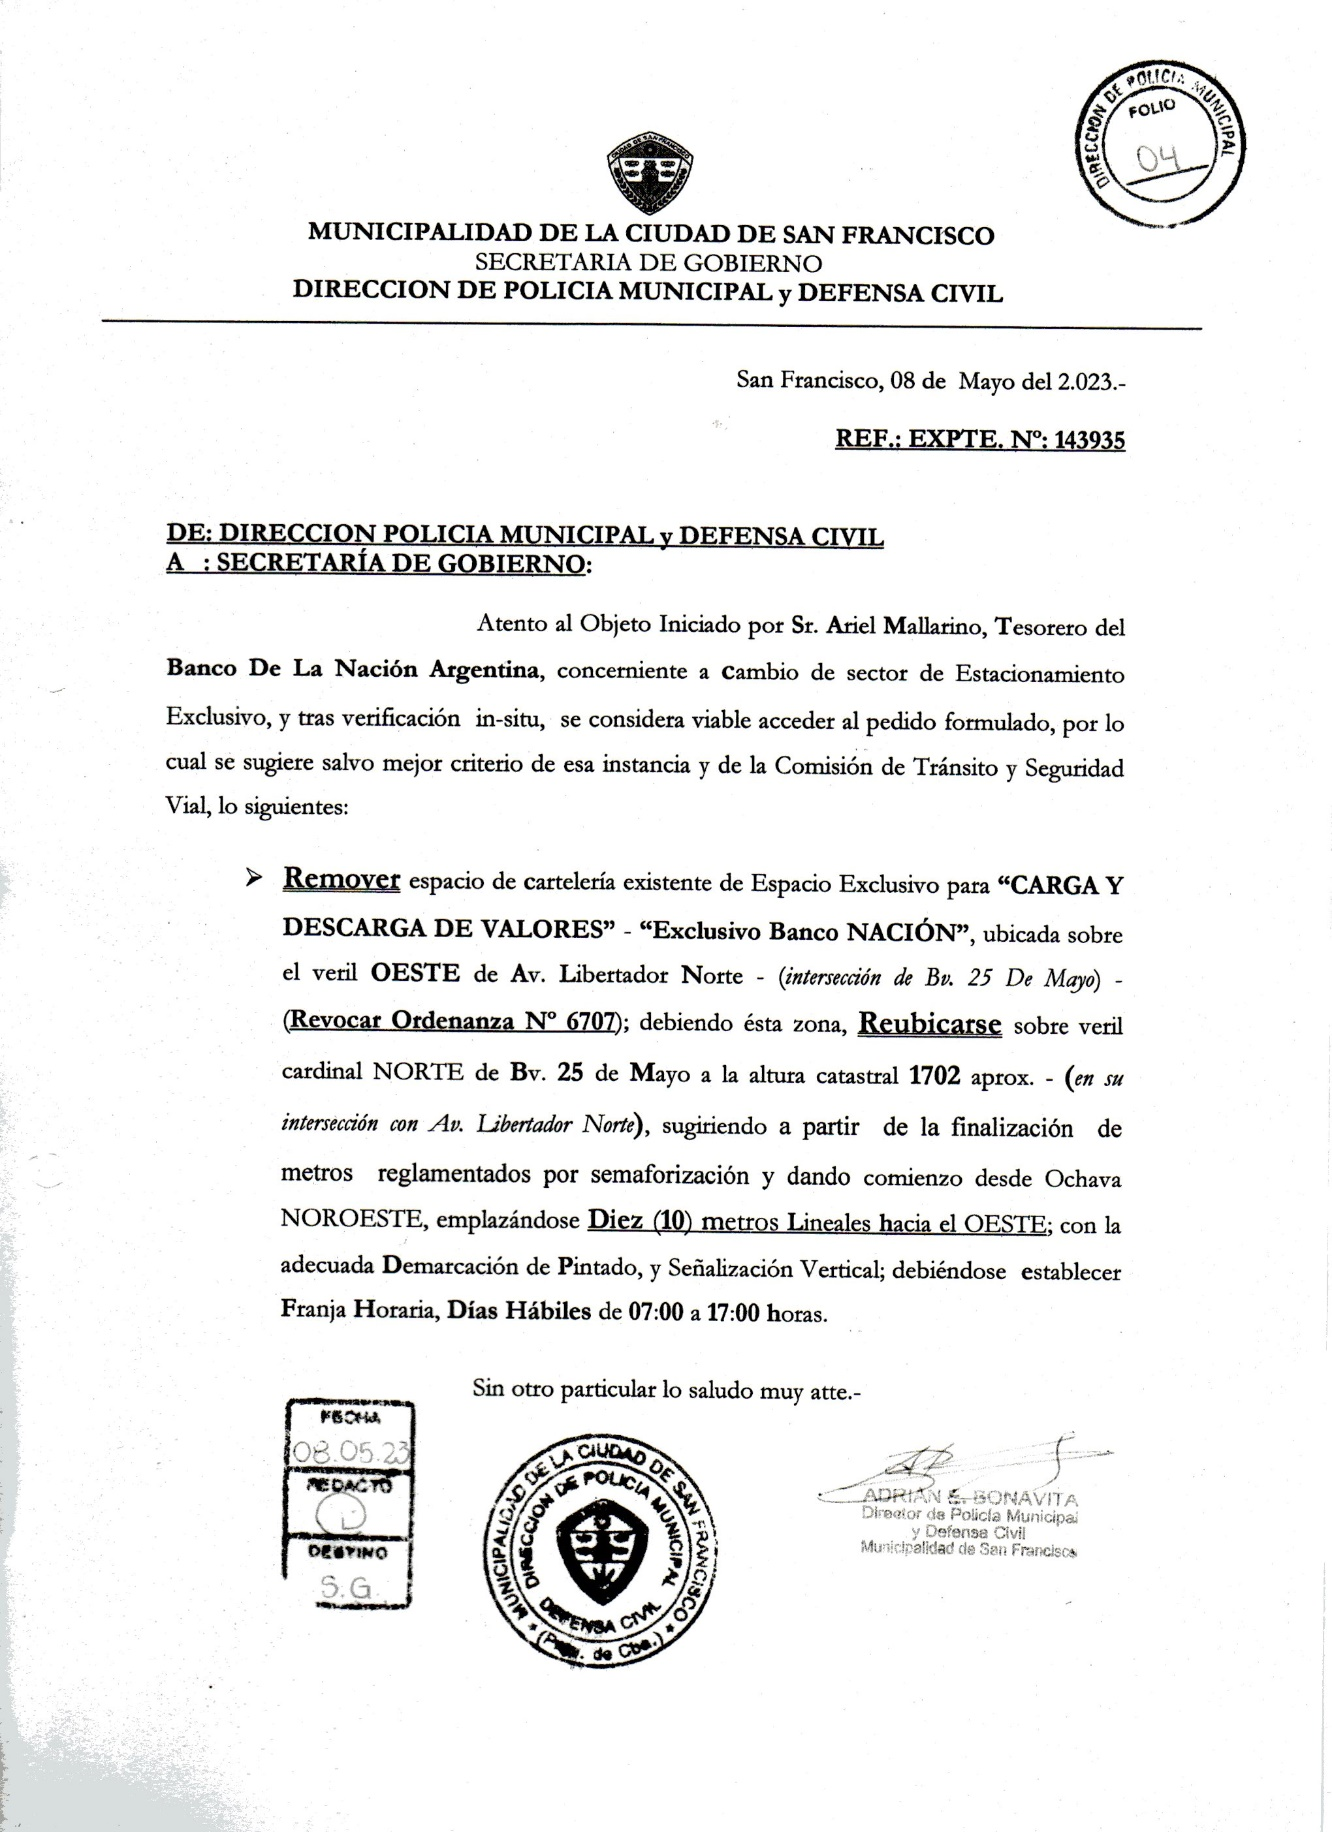 DIRECCION DE POLICIA MUNICIPAL
FOLIO
04
CIUDAD DE SAN FRANCISCO
MUNICIPALIDAD DE LA CIUDAD DE SAN FRANCISCO
SECRETARIA DE GOBIERNO
DIRECCION DE POLICIA MUNICIPAL y DEFENSA CIVIL
San Francisco, 08 de Mayo del 2.023.-
REF.: EXPTE. Nº: 143935
DE: DIRECCION POLICIA MUNICIPAL y DEFENSA CIVIL
A : SECRETARÍA DE GOBIERNO:
Atento al Objeto Iniciado por Sr. Ariel Mallarino, Tesorero del
Banco De La Nación Argentina, concerniente a cambio de sector de Estacionamiento
Exclusivo, y tras verificación in-situ, se considera viable acceder al pedido formulado, por lo
cual se sugiere salvo mejor criterio de esa instancia y de la Comisión de Tránsito y Seguridad
Vial, lo siguientes:
➢ Remover espacio de cartelería existente de Espacio Exclusivo para “CARGA Y
DESCARGA DE VALORES” - “Exclusivo Banco NACIÓN”, ubicada sobre
el veril OESTE de Av. Libertador Norte - (intersección de Bv. 25 De Mayo) -
(Revocar Ordenanza Nº 6707); debiendo ésta zona, Reubicarse sobre veril
cardinal NORTE de Bv. 25 de Mayo a la altura catastral 1702 aprox. - (en su
intersección con Av. Libertador Norte), sugiriendo a partir de la finalización de
metros reglamentados por semaforización y dando comienzo desde Ochava
NOROESTE, emplazándose Diez (10) metros Lineales hacia el OESTE; con la
adecuada Demarcación de Pintado, y Señalización Vertical; debiéndose establecer
Franja Horaria, Días Hábiles de 07:00 a 17:00 horas.
Sin otro particular lo saludo muy atte.-
FECHA
08.05.23
REDACTO
DESTINO
S.G.
MUNICIPALIDAD DE LA CIUDAD DE SAN FRANCISCO
DIRECCION DE POLICIA MUNICIPAL
DEFENSA CIVIL
(Pcia. de Cba.)
ADRIAN E. BONAVITA
Director de Policía Municipal
y Defensa Civil
Municipalidad de San Francisco